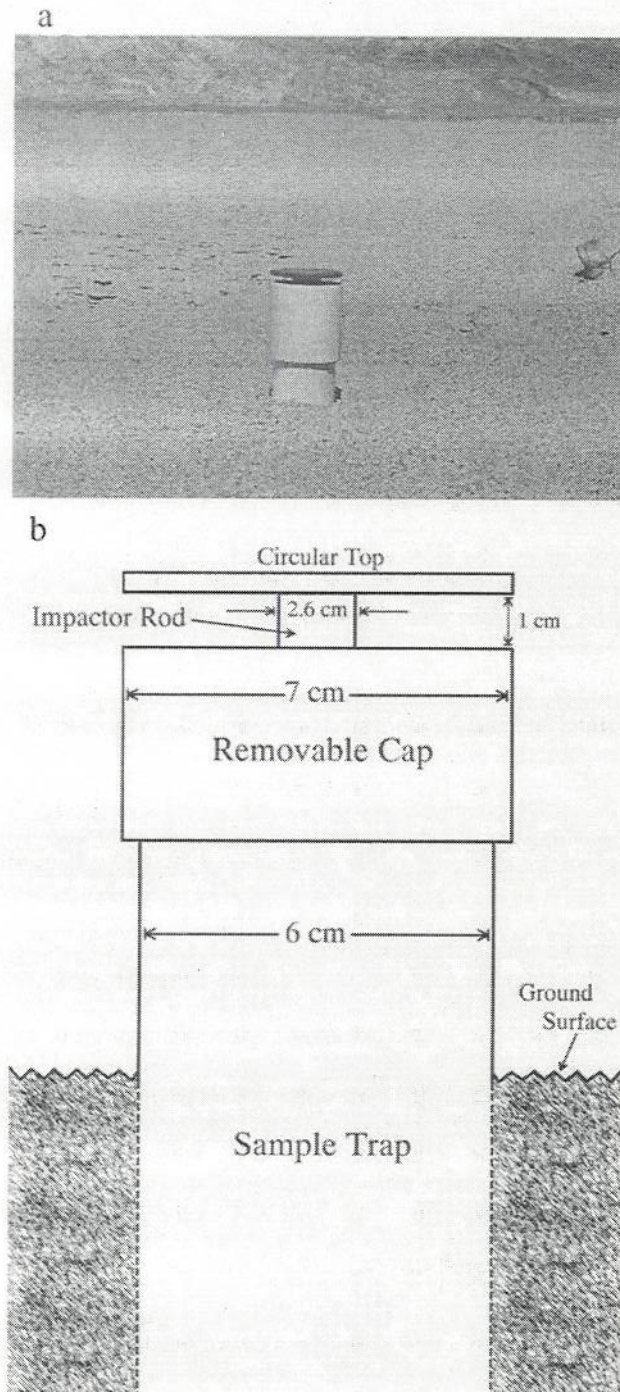 a
b
Circular Top
2.6 cm
Impactor Rod
1 cm
7 cm
Removable Cap
6 cm
Ground
Surface
Sample Trap